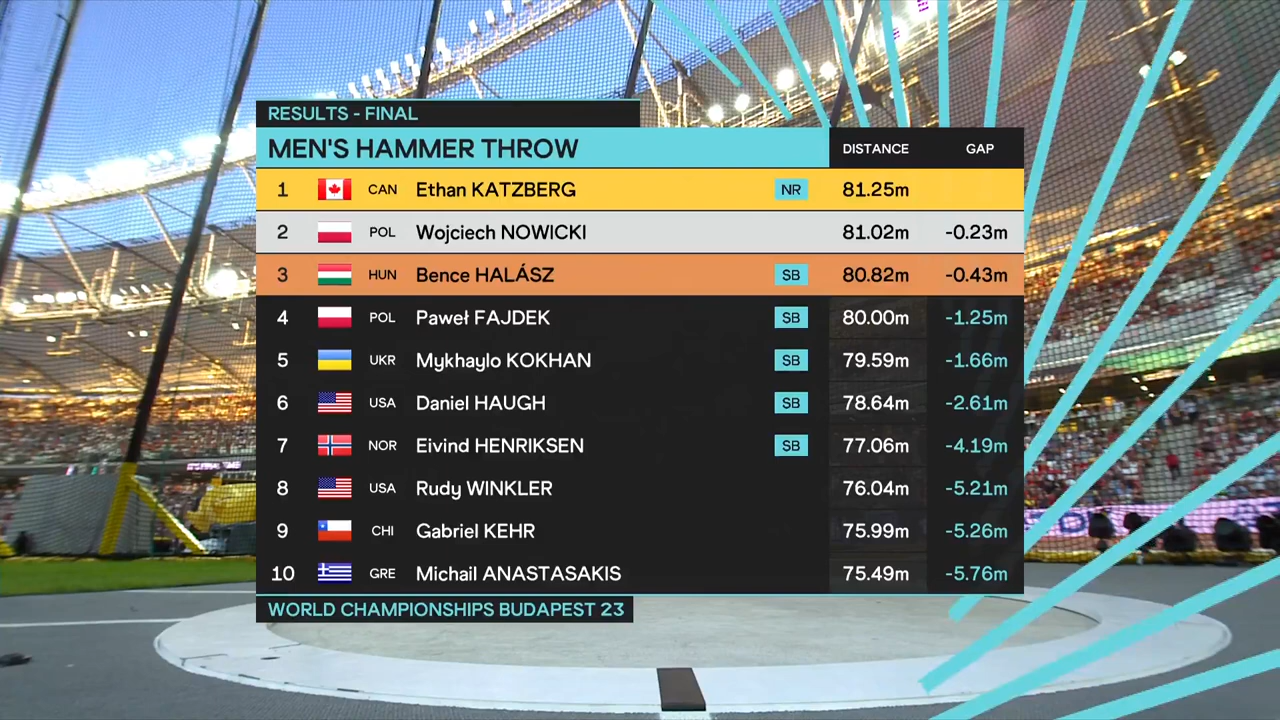 RESULTS - FINAL
MEN'S HAMMER THROW DISTANCE GAP
1 CAN Ethan KATZBERG NR 81.25m
2 POL Wojciech NOWICKI 81.02m -0.23m
3 HUN Bence HALÁSZ SB 80.82m -0.43m
4 POL Paweł FAJDEK SB 80.00m -1.25m
5 UKR Mykhaylo KOKHAN SB 79.59m -1.66m
6 USA Daniel HAUGH SB 78.64m -2.61m
7 NOR Eivind HENRIKSEN SB 77.06m -4.19m
8 USA Rudy WINKLER 76.04m -5.21m
9 CHI Gabriel KEHR 75.99m -5.26m
10 GRE Michail ANASTASAKIS 75.49m -5.76m
WORLD CHAMPIONSHIPS BUDAPEST 23